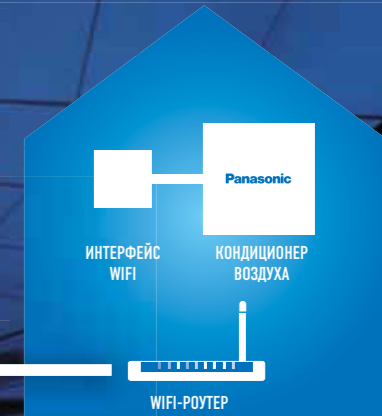 Panasonic
ИНТЕРФЕЙС
WIFI
КОНДИЦИОНЕР
ВОЗДУХА
WIFI-РОУТЕР